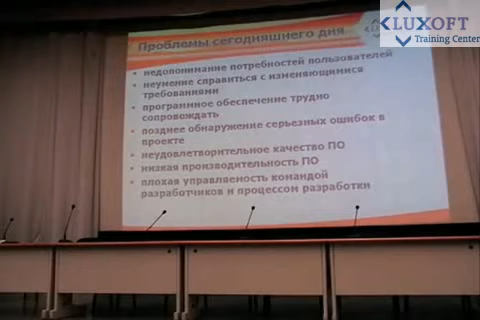 LUXOFT
Training Center
Проблемы сегодняшнего дня
недопонимание потребностей пользователей
неумение справиться с изменяющимися
требованиями
программное обеспечение трудно
сопровождать
позднее обнаружение серьезных ошибок в
проекте
неудовлетворительное качество ПО
низкая производительность ПО
плохая управляеность командой
разработчиков и процессом разработки